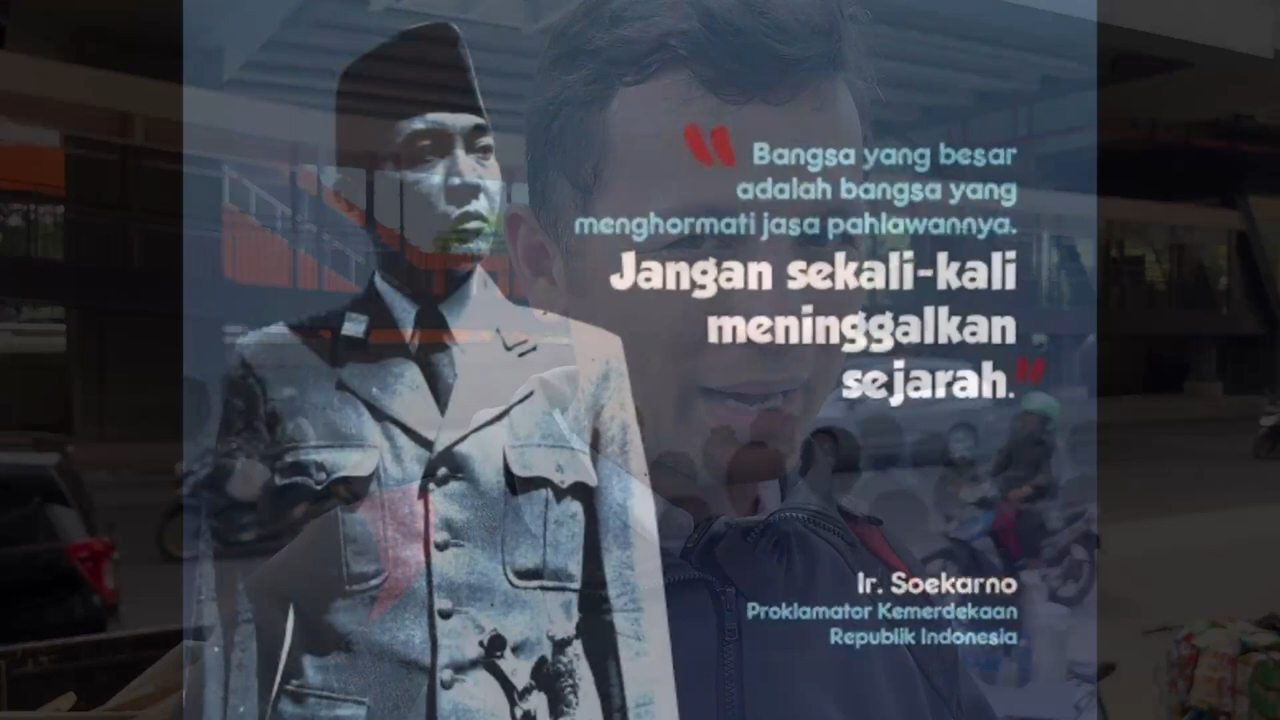 " Bangsa yang besar
adalah bangsa yang
menghormati jasa pahlawannya.
Jangan sekali-kali
meninggalkan
sejarah."
Ir. Soekarno
Proklamator Kemerdekaan
Republik Indonesia